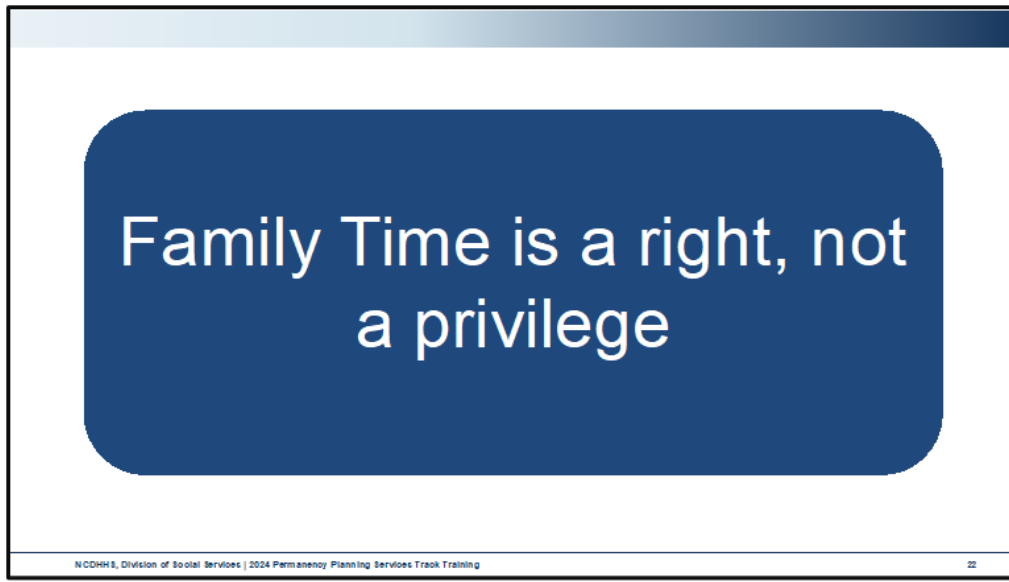 Family Time is a right, not
a privilege
NCDHHS, Division of Social Services | 2024 Permanency Planning Services Track Training
22